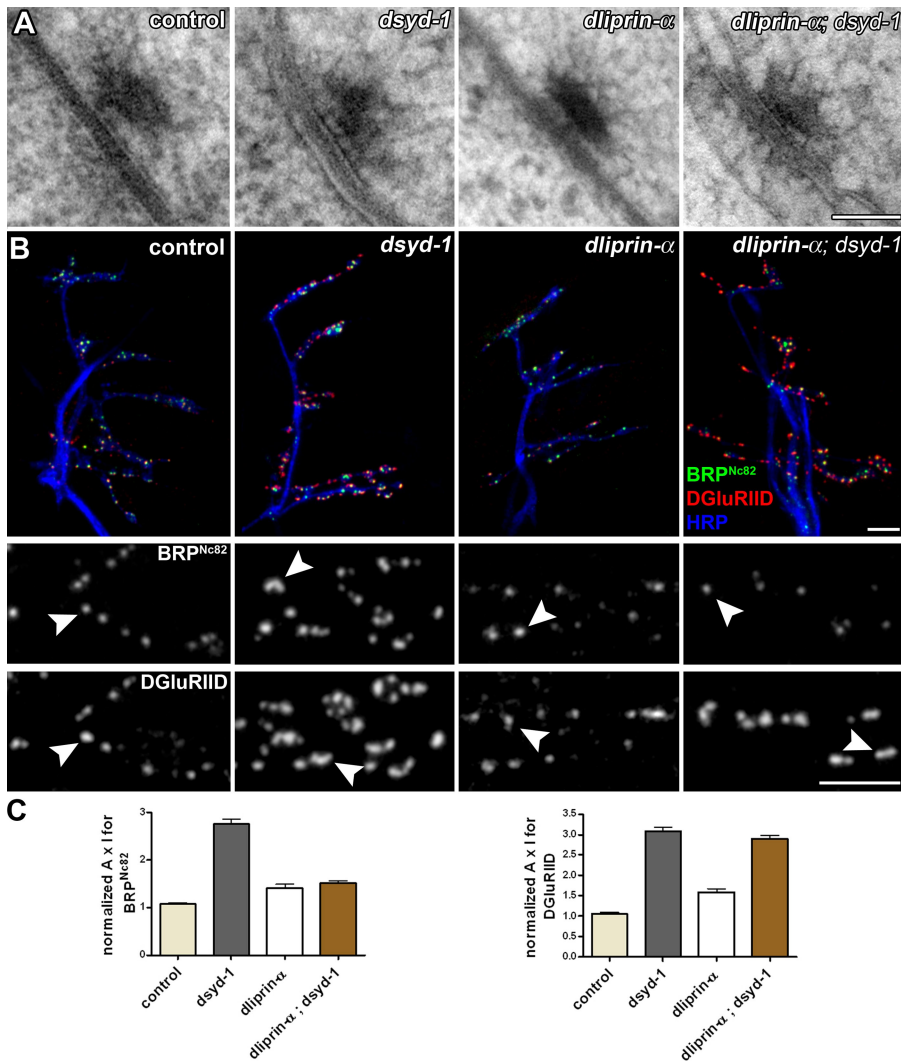 A
control
dsyd-1
dliprin-α
dliprin-α; dsyd-1
B
control
dsyd-1
dliprin-α
dliprin-α; dsyd-1
BRPNc82
DGluRIID
HRP
BRPNc82
DGluRIID
C
normalized A x I for
BRPNc82
3
2
1
0
control
dsyd-1
dliprin-α
dliprin-α ; dsyd-1
normalized A x I for
DGluRIID
3.5
3.0
2.5
2.0
1.5
1.0
0.5
0.0
control
dsyd-1
dliprin-α
dliprin-α ; dsyd-1